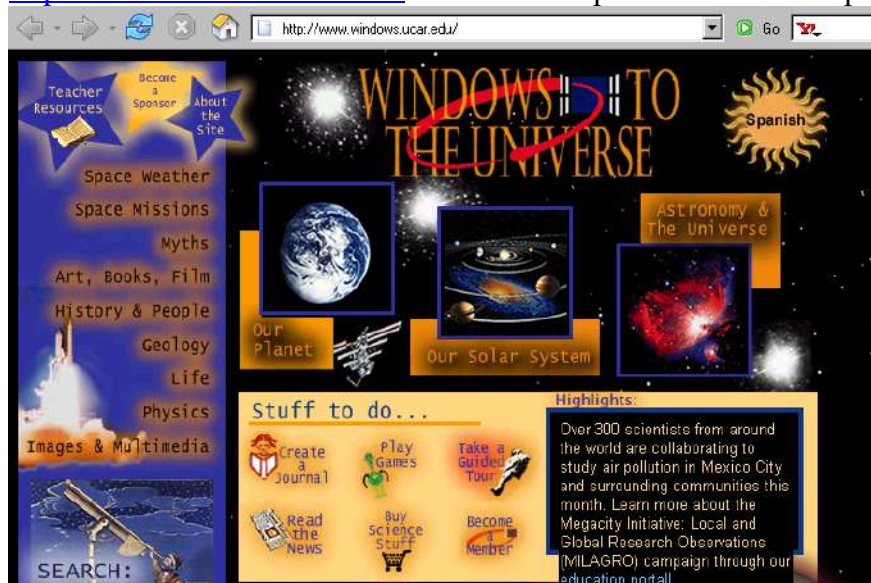 http://www.windows.ucar.edu/
Go
Teacher
Resources
Become
a
Sponsor
About
the
Site
WINDOWS TO
THE UNIVERSE
Spanish
Space Weather
Space Missions
Myths
Art, Books, Film
History & People
Geology
Life
Physics
Images & Multimedia
SEARCH:
Our
Planet
Our Solar System
Astronomy &
The Universe
Stuff to do...
Create
a
Journal
Play
Games
Take a
Guided
Tour
Read
the
News
Buy
Science
Stuff
Become
a
Member
Highlights:
Over 300 scientists from around
the world are collaborating to
study air pollution in Mexico City
and surrounding communities this
month. Learn more about the
Megacity Initiative: Local and
Global Research Observations
(MILAGRO) campaign through our
education portal